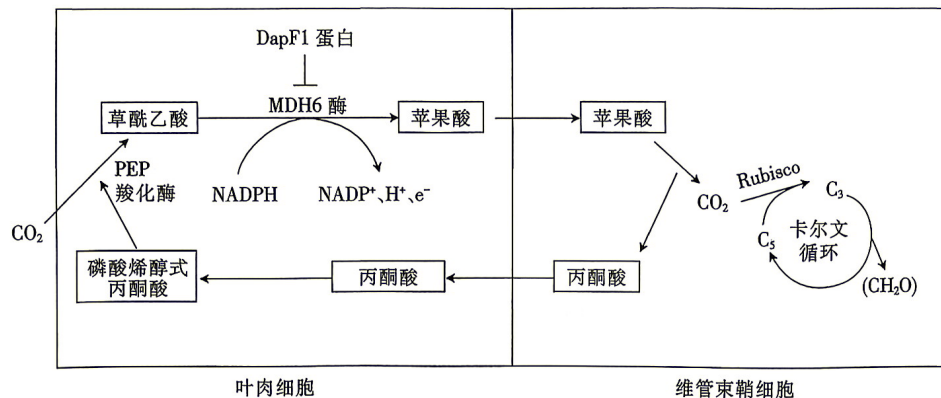 DapF1 蛋白
MDH6 酶
草酰乙酸
苹果酸
苹果酸
PEP
羧化酶
NADPH
NADP⁺、H⁺、e⁻
CO₂
Rubisco
C₃
CO₂
C₅
卡尔文
循环
磷酸烯醇式
丙酮酸
丙酮酸
丙酮酸
(CH₂O)
叶肉细胞
维管束鞘细胞